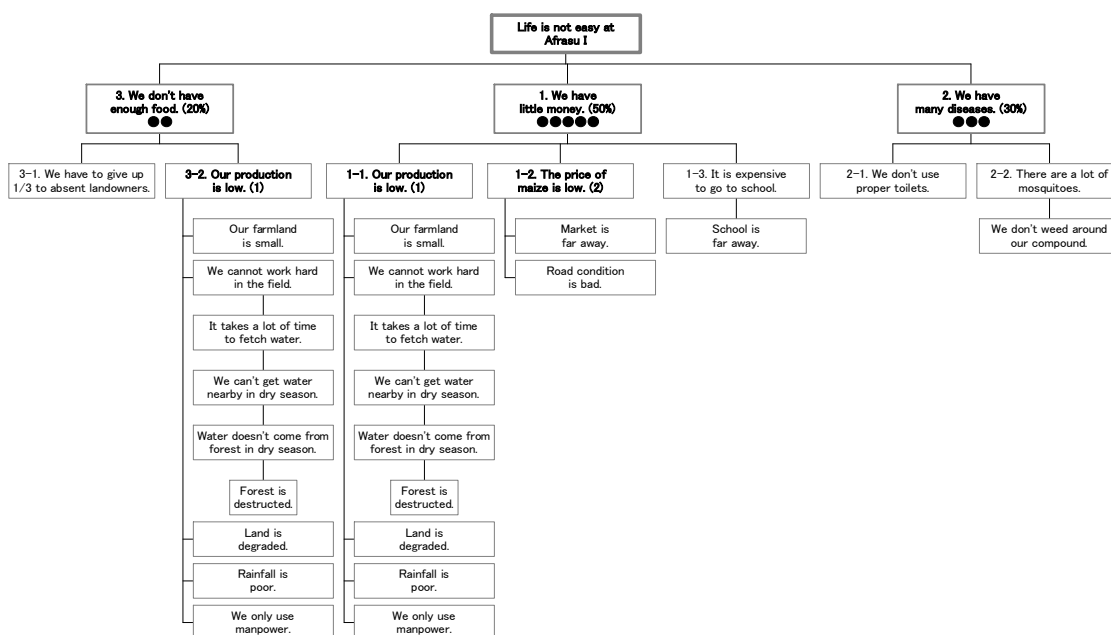 Life is not easy at
Afrasu I
3. We don't have
enough food. (20%)
●●
1. We have
little money. (50%)
●●●●●
2. We have
many diseases. (30%)
●●●
3-1. We have to give up
1/3 to absent landowners.
3-2. Our production
is low. (1)
1-1. Our production
is low. (1)
1-2. The price of
maize is low. (2)
1-3. It is expensive
to go to school.
2-1. We don't use
proper toilets.
2-2. There are a lot of
mosquitoes.
Our farmland
is small.
We cannot work hard
in the field.
It takes a lot of time
to fetch water.
We can't get water
nearby in dry season.
Water doesn't come from
forest in dry season.
Forest is
destructed.
Land is
degraded.
Rainfall is
poor.
We only use
manpower.
Our farmland
is small.
We cannot work hard
in the field.
It takes a lot of time
to fetch water.
We can't get water
nearby in dry season.
Water doesn't come from
forest in dry season.
Forest is
destructed.
Land is
degraded.
Rainfall is
poor.
We only use
manpower.
Market is
far away.
Road condition
is bad.
School is
far away.
We don't weed around
our compound.